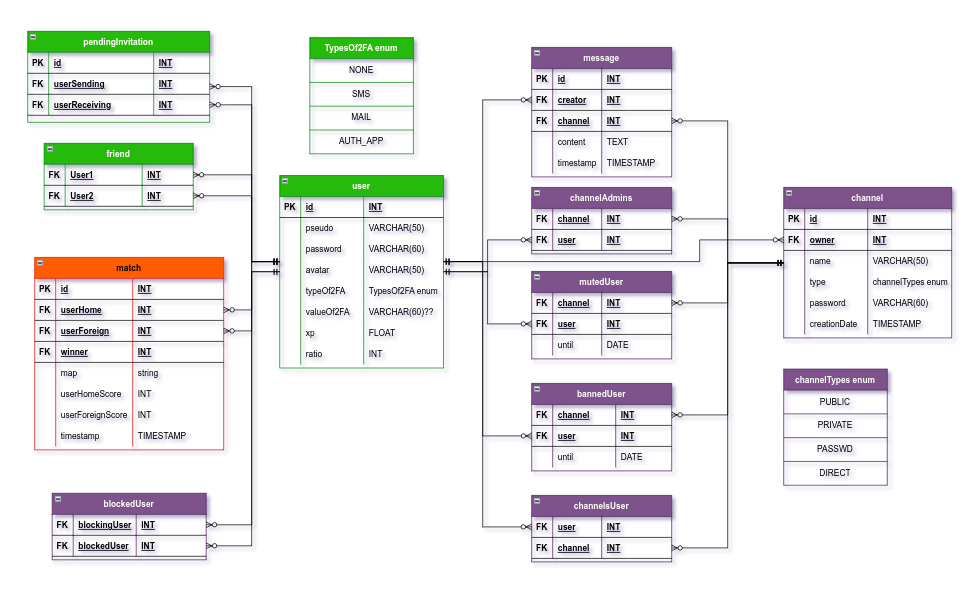 pendingInvitation
PK id INT
FK userSending INT
FK userReceiving INT
friend
FK User1 INT
FK User2 INT
match
PK id INT
FK userHome INT
FK userForeign INT
FK winner INT
map string
userHomeScore INT
userForeignScore INT
timestamp TIMESTAMP
blockedUser
FK blockingUser INT
FK blockedUser INT
TypesOf2FA enum
NONE
SMS
MAIL
AUTH_APP
user
PK id INT
pseudo VARCHAR(50)
password VARCHAR(60)
avatar VARCHAR(50)
typeOf2FA TypesOf2FA enum
valueOf2FA VARCHAR(60)??
xp FLOAT
ratio INT
message
PK id INT
FK creator INT
FK channel INT
content TEXT
timestamp TIMESTAMP
channelAdmins
FK channel INT
FK user INT
mutedUser
FK channel INT
FK user INT
until DATE
bannedUser
FK channel INT
FK user INT
until DATE
channelsUser
FK user INT
FK channel INT
channel
PK id INT
FK owner INT
name VARCHAR(50)
type channelTypes enum
password VARCHAR(60)
creationDate TIMESTAMP
channelTypes enum
PUBLIC
PRIVATE
PASSWD
DIRECT